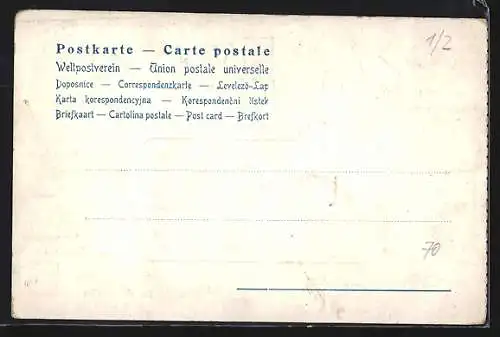 Postkarte — Carte postale
Weltpostverein — Union postale universelle
Dopisnice — Correspondenzkarte — Levelező-Lap
Karta korespondencyjna — Korespondenční lístek
Briefkaart — Cartolina postale — Post card — Brefkort
1/2
-70